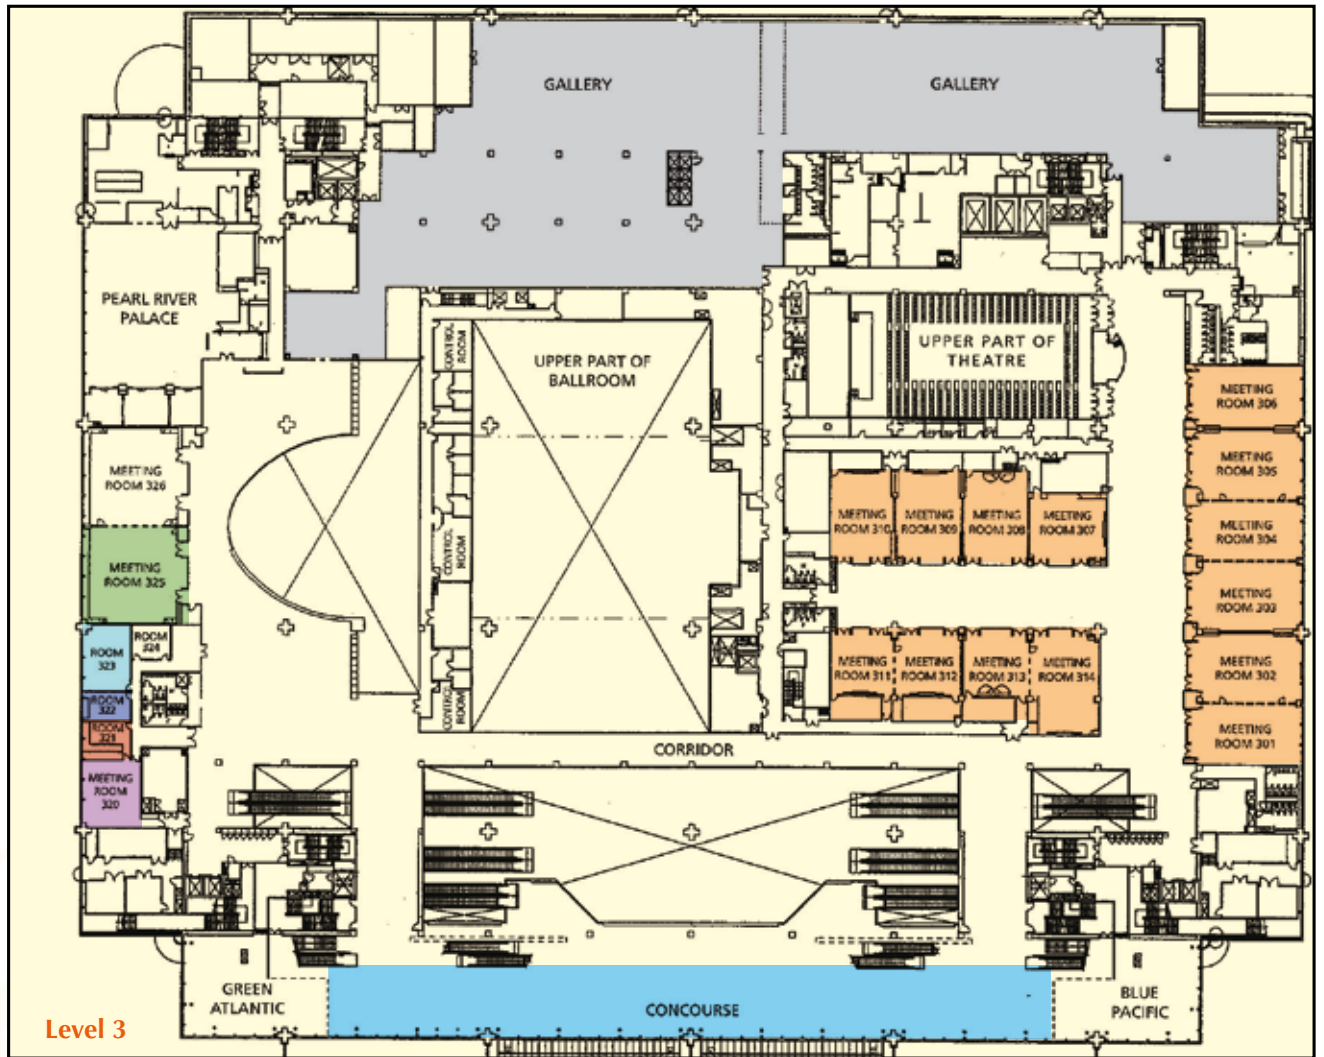 GALLERY
GALLERY
PEARL RIVER
PALACE
CONTROL
ROOM
UPPER PART OF
BALLROOM
UPPER PART OF
THEATRE
MEETING
ROOM 306
MEETING
ROOM 305
MEETING
ROOM 326
MEETING
ROOM 310
MEETING
ROOM 309
MEETING
ROOM 308
MEETING
ROOM 307
MEETING
ROOM 304
CONTROL
ROOM
MEETING
ROOM 325
MEETING
ROOM 303
ROOM
324
ROOM
323
MEETING
ROOM 311
MEETING
ROOM 312
MEETING
ROOM 313
MEETING
ROOM 314
MEETING
ROOM 302
CONTROL
ROOM
ROOM
322
ROOM
321
MEETING
ROOM 301
CORRIDOR
MEETING
ROOM
320
GREEN
ATLANTIC
CONCOURSE
BLUE
PACIFIC
Level 3